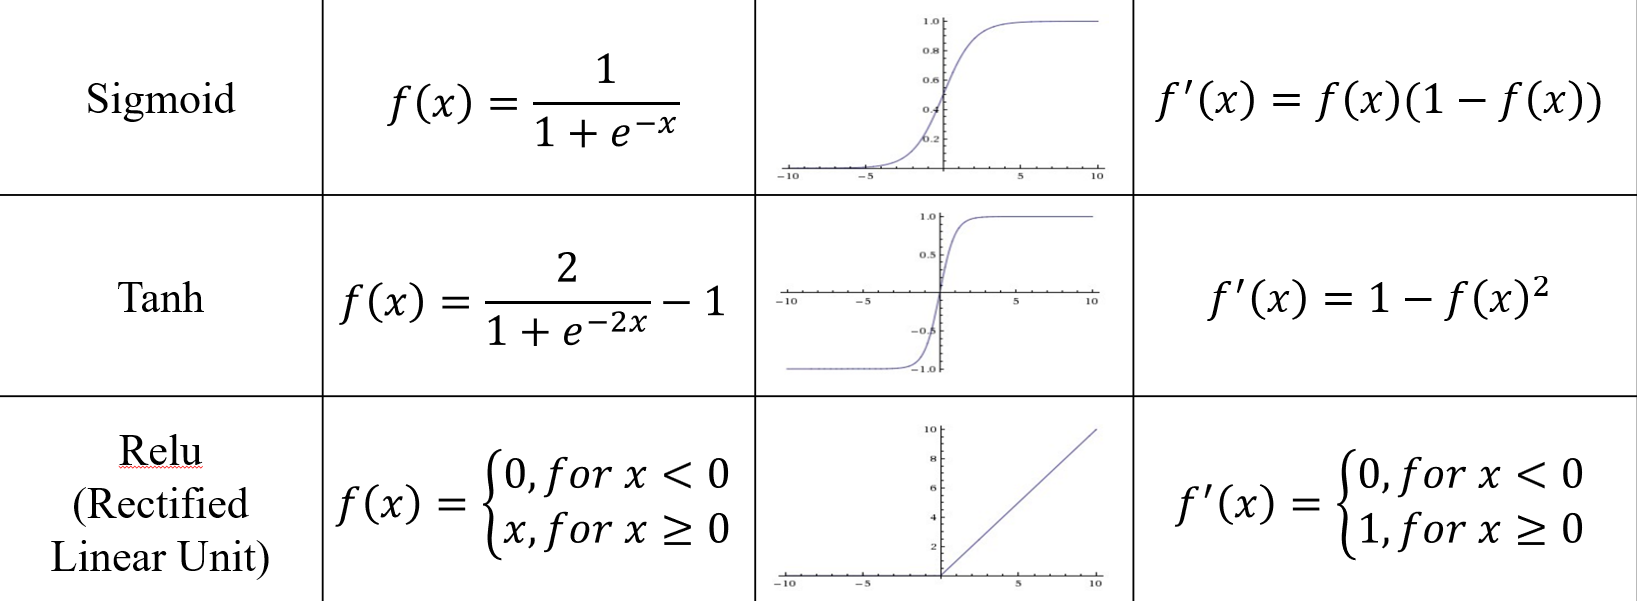 Sigmoid
f(x) = 1 / (1 + e^{-x})
1.0
0.8
0.6
0.4
0.2
-10 -5 5 10
f'(x) = f(x)(1 − f(x))
Tanh
f(x) = 2 / (1 + e^{-2x}) − 1
1.0
0.5
-10 -5 5 10
-0.5
-1.0
f'(x) = 1 − f(x)²
Relu
(Rectified
Linear Unit)
f(x) = { 0, for x < 0
x, for x ≥ 0
10
8
6
4
2
-10 -5 5 10
f'(x) = { 0, for x < 0
1, for x ≥ 0